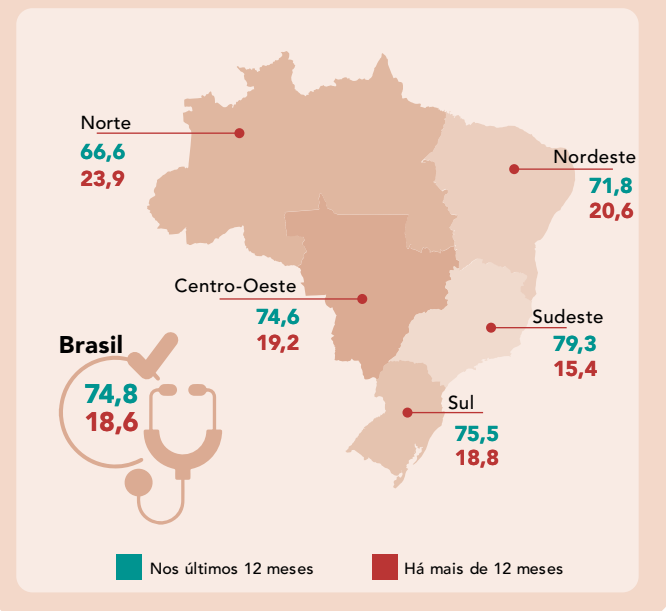 Norte
66,6
23,9
Nordeste
71,8
20,6
Centro-Oeste
74,6
19,2
Sudeste
79,3
15,4
Brasil
74,8
18,6
Sul
75,5
18,8
Nos últimos 12 meses
Há mais de 12 meses